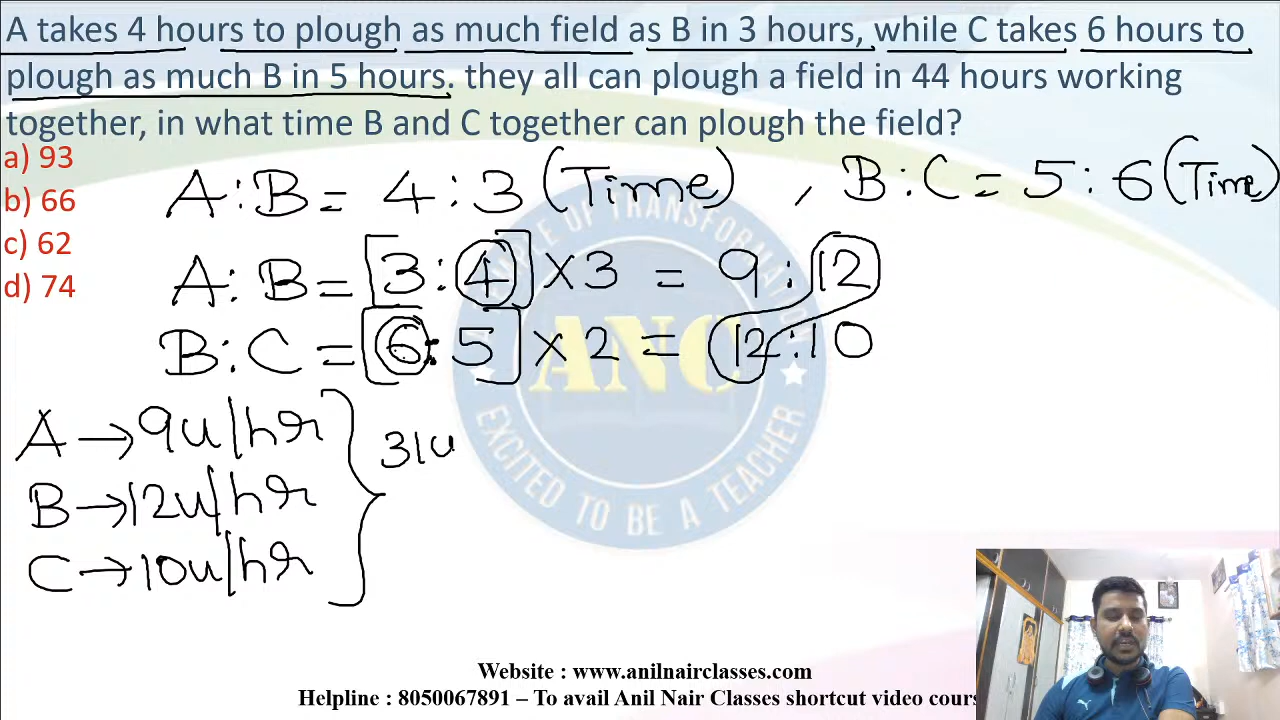 A takes 4 hours to plough as much field as B in 3 hours, while C takes 6 hours to
plough as much B in 5 hours. they all can plough a field in 44 hours working
together, in what time B and C together can plough the field?
a) 93
b) 66
c) 62
d) 74
A:B = 4:3 (Time) , B:C = 5:6 (Time)
A:B = [3:4] X 3 = 9:12
B:C = [6:5] X 2 = 12:10
A → 9u/hr
B → 12u/hr
C → 10u/hr
31u
OF TRANSFORMATION
ANC
EXCITED TO BE A TEACHER
Website : www.anilnairclasses.com
Helpline : 8050067891 – To avail Anil Nair Classes shortcut video cours